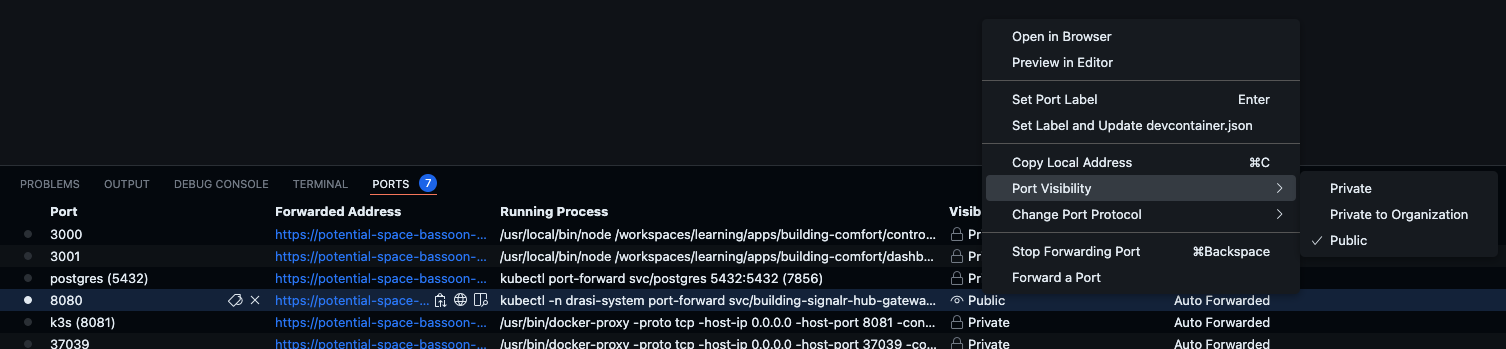 Open in Browser
Preview in Editor
Set Port Label Enter
Set Label and Update devcontainer.json
Copy Local Address ⌘C
Port Visibility
Change Port Protocol
Stop Forwarding Port ⌘Backspace
Forward a Port
Private
Private to Organization
Public
PROBLEMS OUTPUT DEBUG CONSOLE TERMINAL PORTS 7
Port Forwarded Address Running Process Visib
3000 https://potential-space-bassoon-... /usr/local/bin/node /workspaces/learning/apps/building-comfort/contro... Pr
3001 https://potential-space-bassoon-... /usr/local/bin/node /workspaces/learning/apps/building-comfort/dashb... Pr
postgres (5432) https://potential-space-bassoon-... kubectl port-forward svc/postgres 5432:5432 (7856) Pr
8080 https://potential-space-... kubectl -n drasi-system port-forward svc/building-signalr-hub-gatewa... Public Auto Forwarded
k3s (8081) https://potential-space-bassoon-... /usr/bin/docker-proxy -proto tcp -host-ip 0.0.0.0 -host-port 8081 -con... Private Auto Forwarded
37039 https://potential-space-bassoon-... /usr/bin/docker-proxy -proto tcp -host-ip 0.0.0.0 -host-port 37039 -co... Private Auto Forwarded